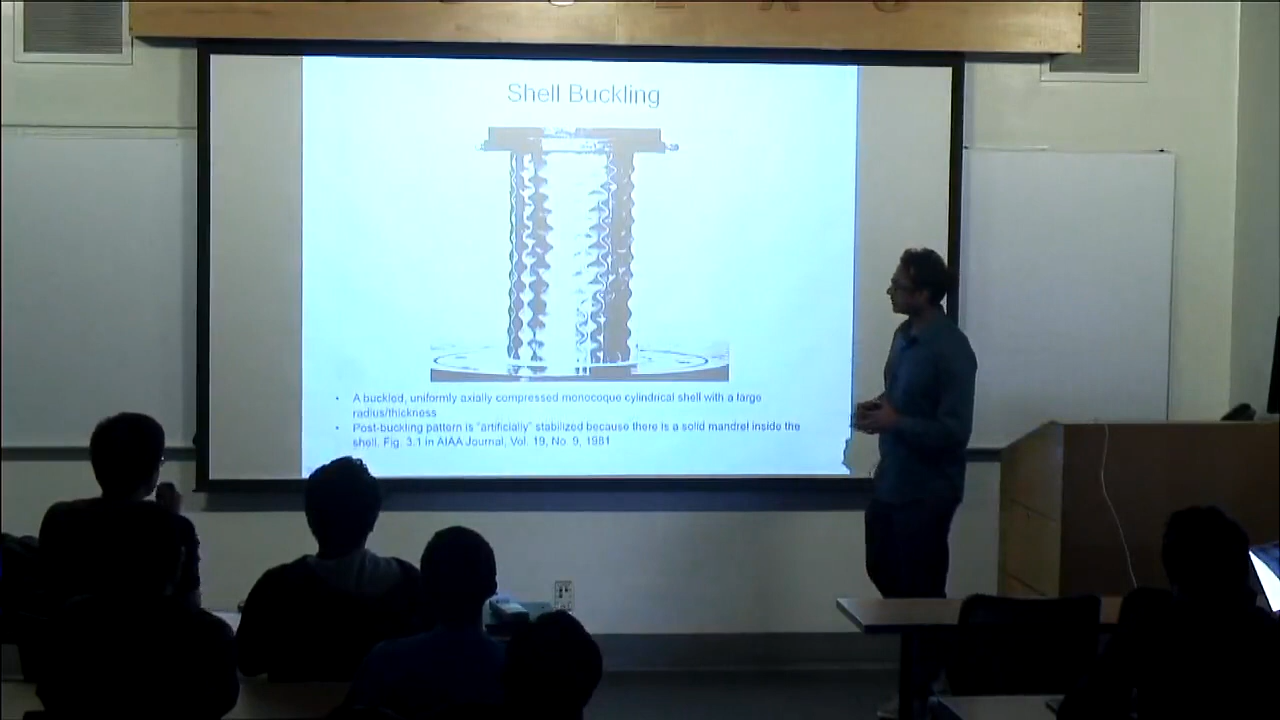 Shell Buckling
• A buckled, uniformly axially compressed monocoque cylindrical shell with a large
radius/thickness
• Post-buckling pattern is "artificially" stabilized because there is a solid mandrel inside the
shell. Fig. 3.1 in AIAA Journal, Vol. 19, No. 9, 1981